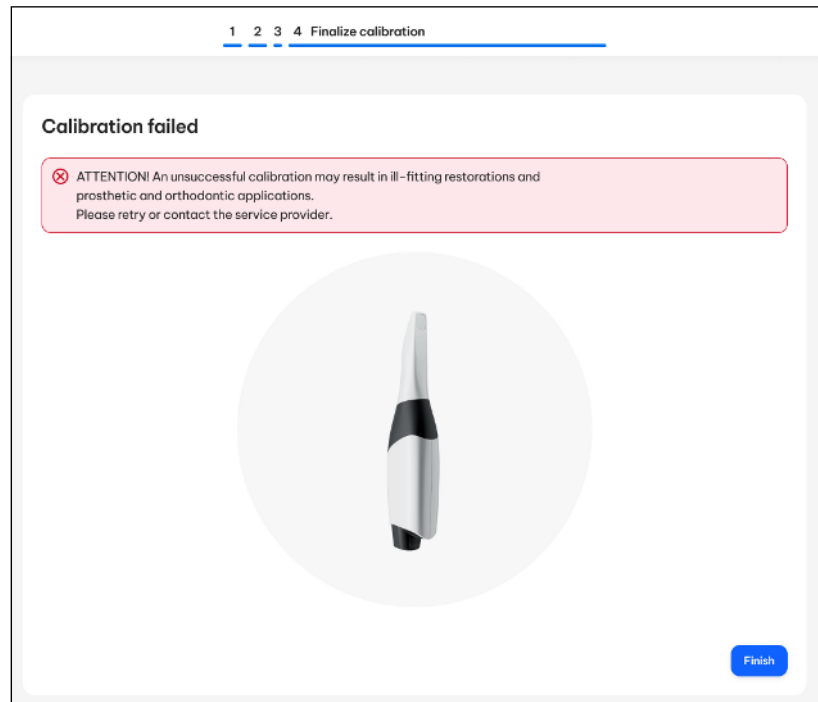 1 2 3 4 Finalize calibration
Calibration failed
ATTENTION! An unsuccessful calibration may result in ill-fitting restorations and
prosthetic and orthodontic applications.
Please retry or contact the service provider.
Finish